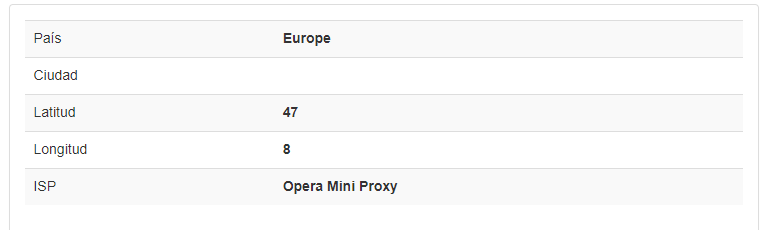 País Europe
Ciudad
Latitud 47
Longitud 8
ISP Opera Mini Proxy